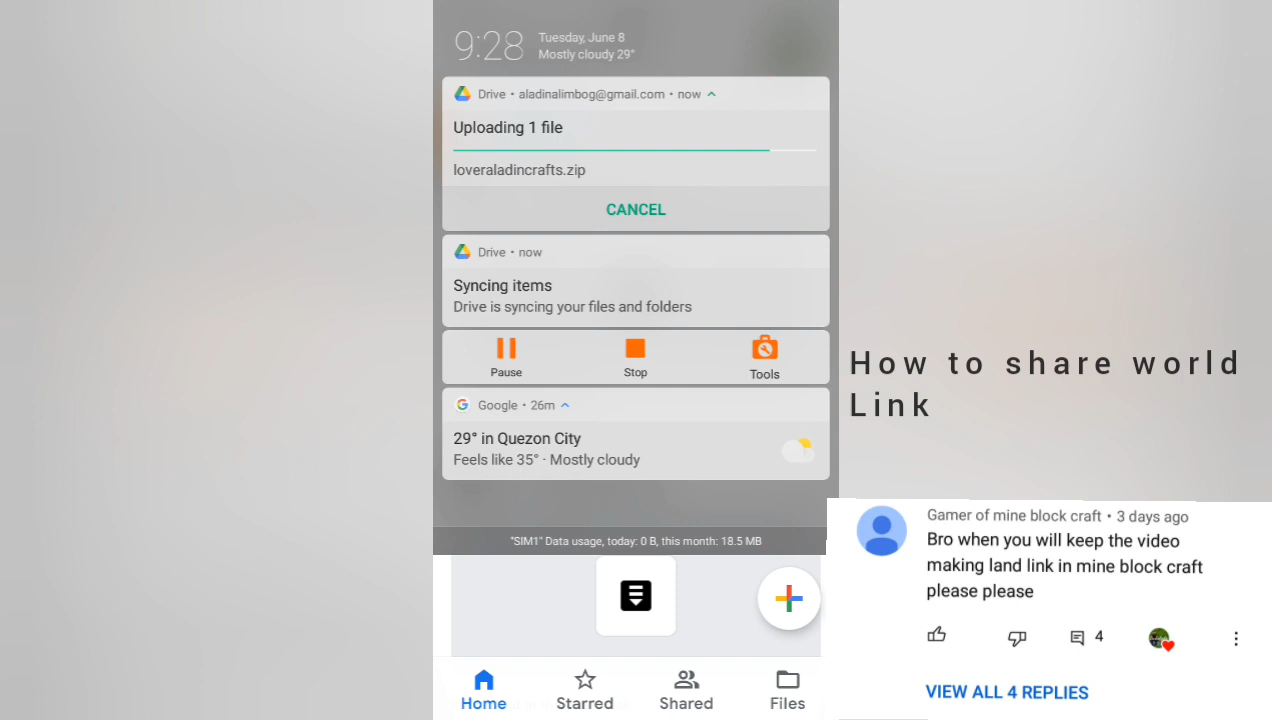 9:28
Tuesday, June 8
Mostly cloudy 29°
Drive • aladinalimbog@gmail.com • now
Uploading 1 file
loveraladincrafts.zip
CANCEL
Drive • now
Syncing items
Drive is syncing your files and folders
Pause
Stop
Tools
Google • 26m
29° in Quezon City
Feels like 35° · Mostly cloudy
"SIM1" Data usage, today: 0 B, this month: 18.5 MB
Home
Starred
Shared
Files
How to share world
Link
Gamer of mine block craft • 3 days ago
Bro when you will keep the video
making land link in mine block craft
please please
4
VIEW ALL 4 REPLIES